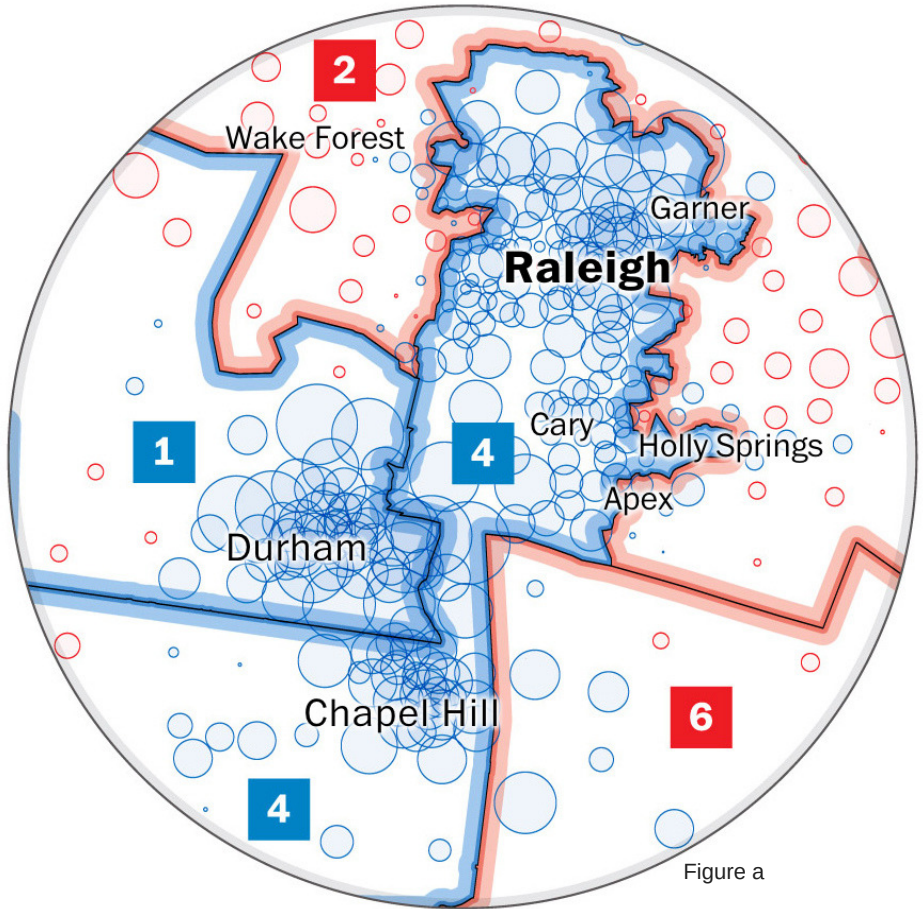 2
Wake Forest
Garner
Raleigh
Cary
1
4
Holly Springs
Apex
Durham
Chapel Hill
6
4
Figure a